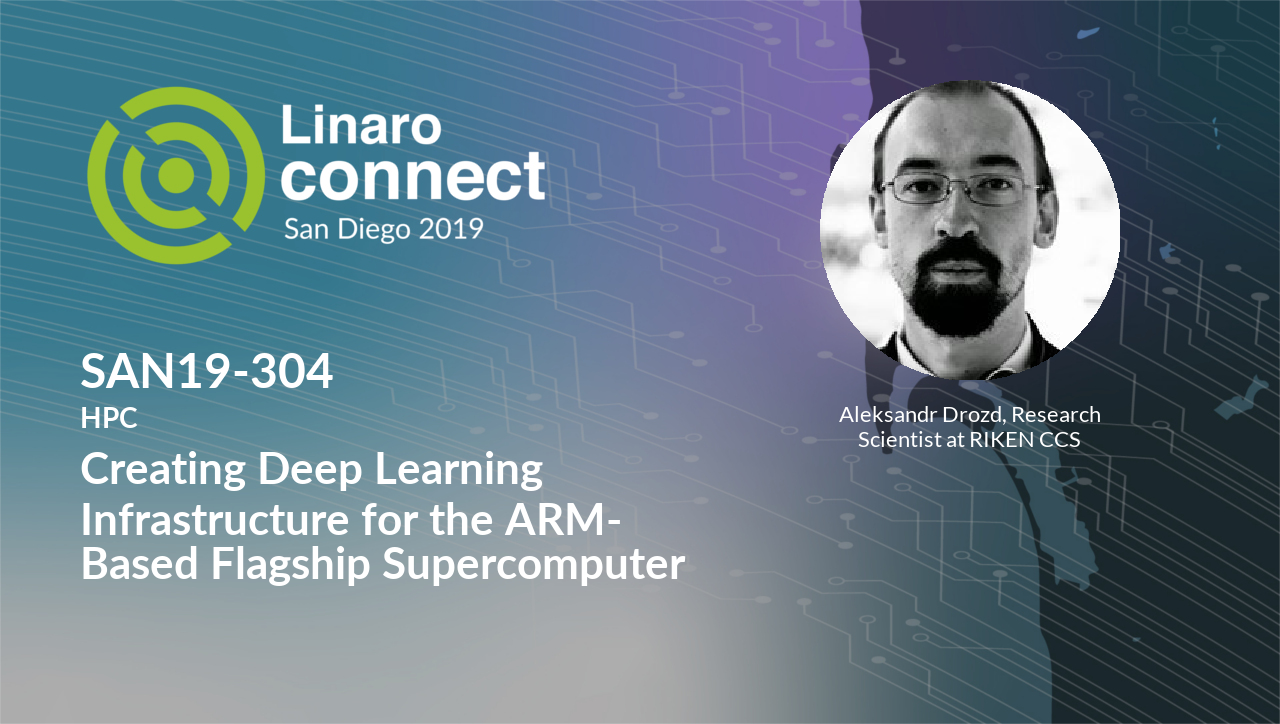 Linaro
connect
San Diego 2019
SAN19-304
HPC
Creating Deep Learning
Infrastructure for the ARM-
Based Flagship Supercomputer
Aleksandr Drozd, Research
Scientist at RIKEN CCS